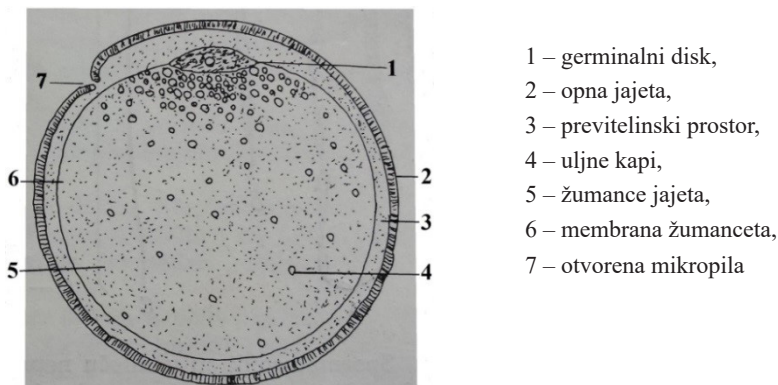 7
1
6
2
3
5
4
1 – germinalni disk,
2 – opna jajeta,
3 – previtelinski prostor,
4 – uljne kapi,
5 – žumance jajeta,
6 – membrana žumanceta,
7 – otvorena mikropila